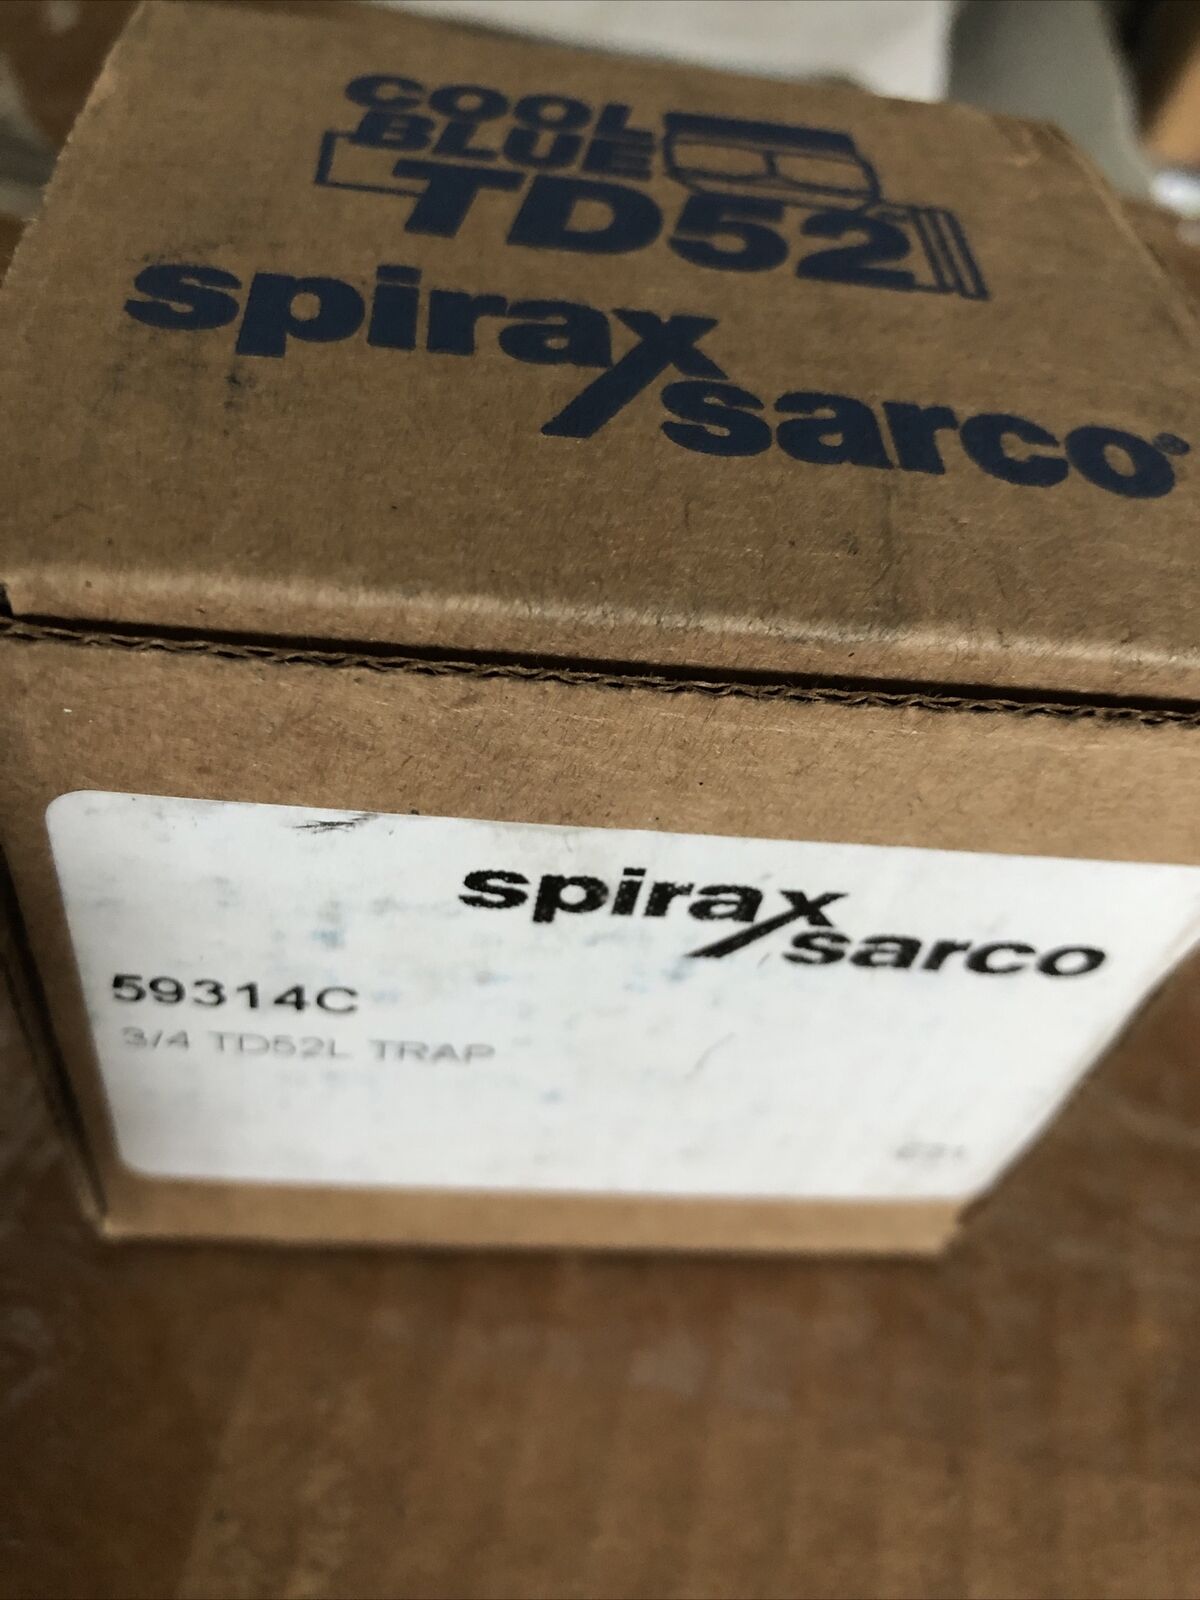 COOL
BLUE
TD52
spirax
sarco®
spirax
sarco
59314C
3/4 TD52L TRAP